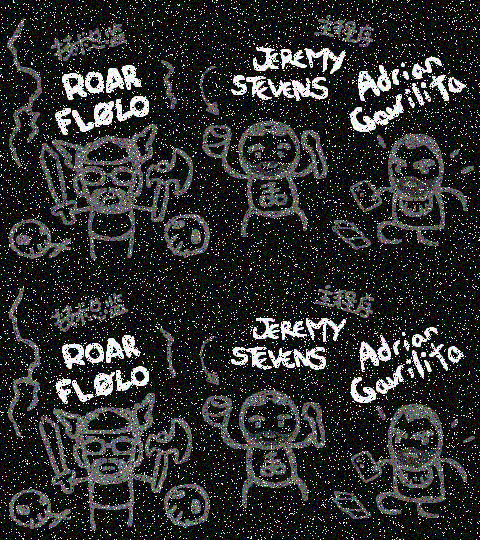 ROAR
FLØLO
JEREMY
STEVENS
Adrian
Gavrilita
ROAR
FLØLO
JEREMY
STEVENS
Adrian
Gavrilita